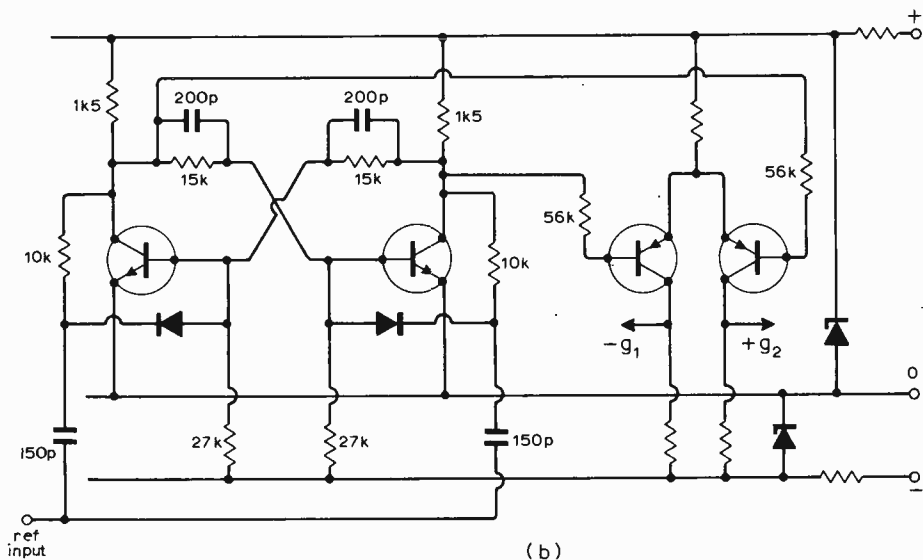 +
1k5
200p
200p
1k5
15k
15k
56k
56k
10k
10k
-g1
+g2
0
27k
27k
150p
150p
-
ref
input
(b)